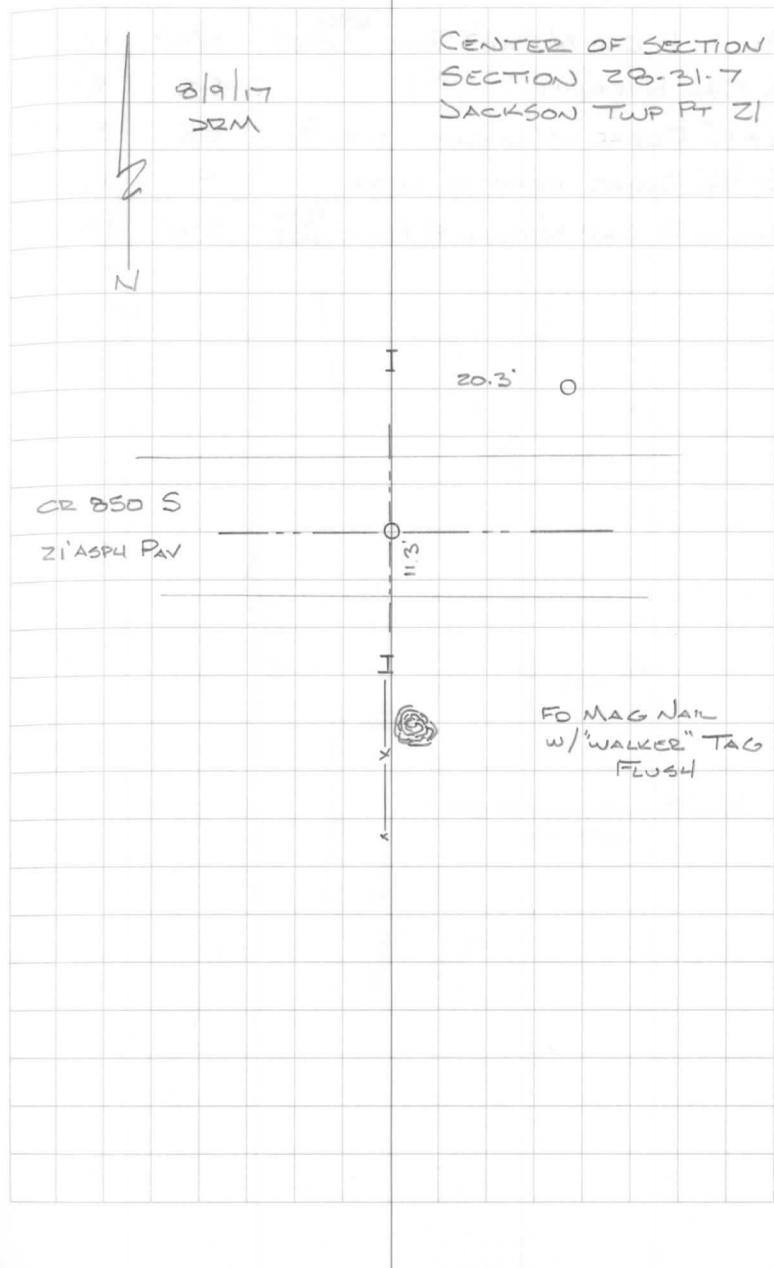 8/9/17
JRM
CENTER OF SECTION
SECTION 28-31-7
JACKSON TWP PT 21
N
20.3'
CR 850 S
21' ASPH PAV
11.3'
FD MAG NAIL
W/ "WALKER" TAG
FLUSH